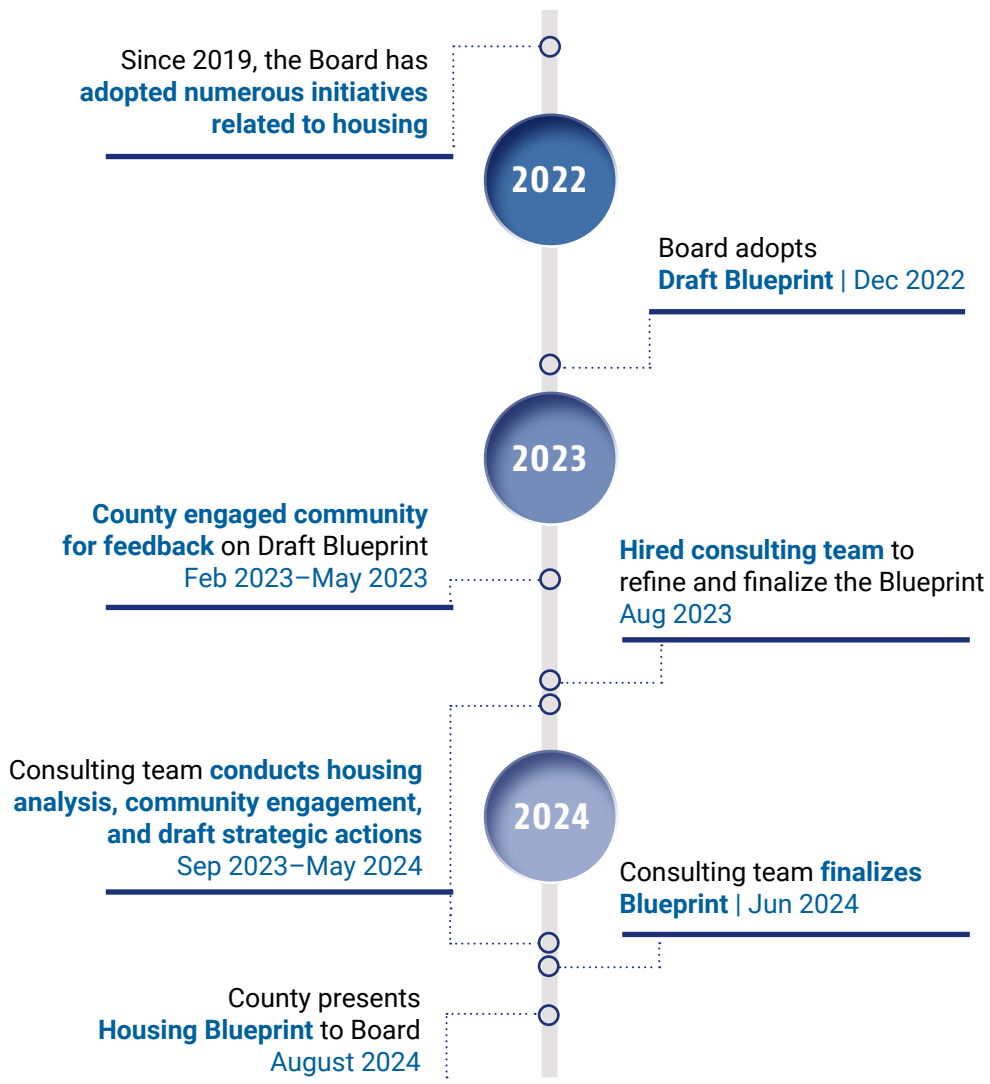 Since 2019, the Board has
adopted numerous initiatives
related to housing
2022
Board adopts
Draft Blueprint | Dec 2022
2023
County engaged community
for feedback on Draft Blueprint
Feb 2023–May 2023
Hired consulting team to
refine and finalize the Blueprint
Aug 2023
Consulting team conducts housing
analysis, community engagement,
and draft strategic actions
Sep 2023–May 2024
2024
Consulting team finalizes
Blueprint | Jun 2024
County presents
Housing Blueprint to Board
August 2024